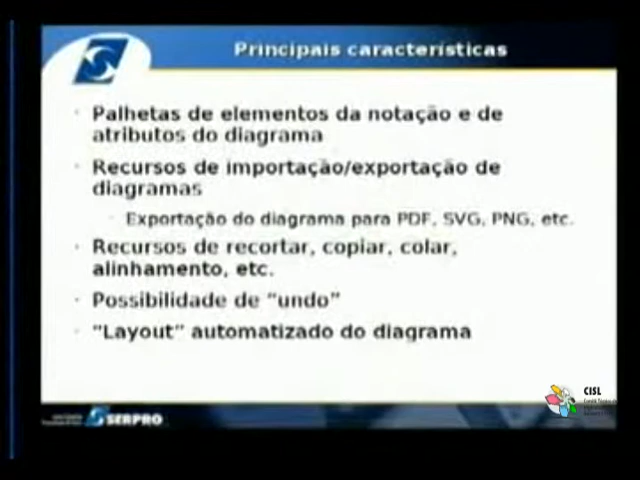 Principais características
Palhetas de elementos da notação e de
atributos do diagrama
Recursos de importação/exportação de
diagramas
Exportação do diagrama para PDF, SVG, PNG, etc.
Recursos de recortar, copiar, colar,
alinhamento, etc.
Possibilidade de "undo"
"Layout" automatizado do diagrama
SERPRO
CISL